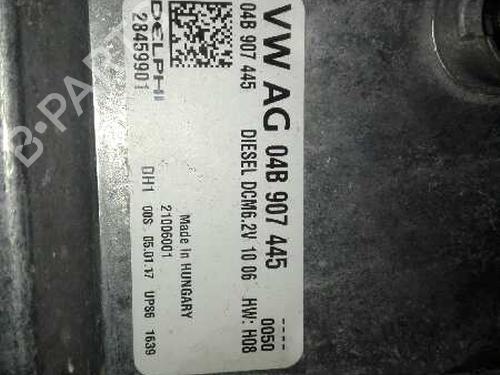 VW AG 04B 907 445
----
0050
04B 907 445 DIESEL DCM6.2V 10 06 HW: H08
DELPHI
28459901
Made in HUNGARY
21006001
DH1 00S 05.01.17 UPS6 1639
B-PARTS